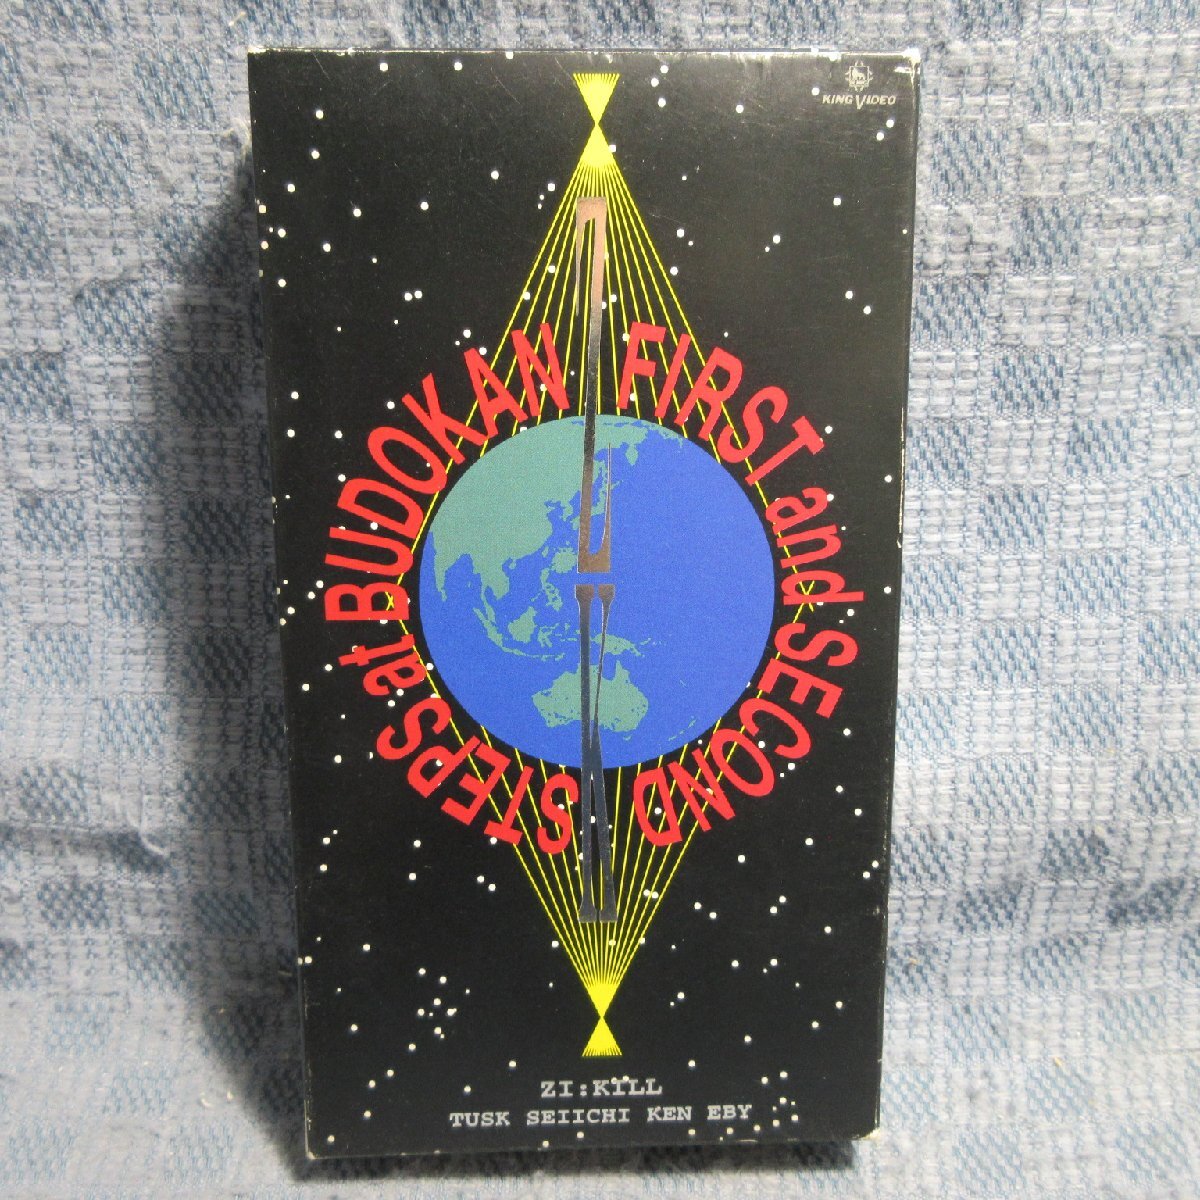 KING VIDEO
FIRST and SECOND STEPS at BUDOKAN
ZI:KILL
TUSK SEIICHI KEN EBY